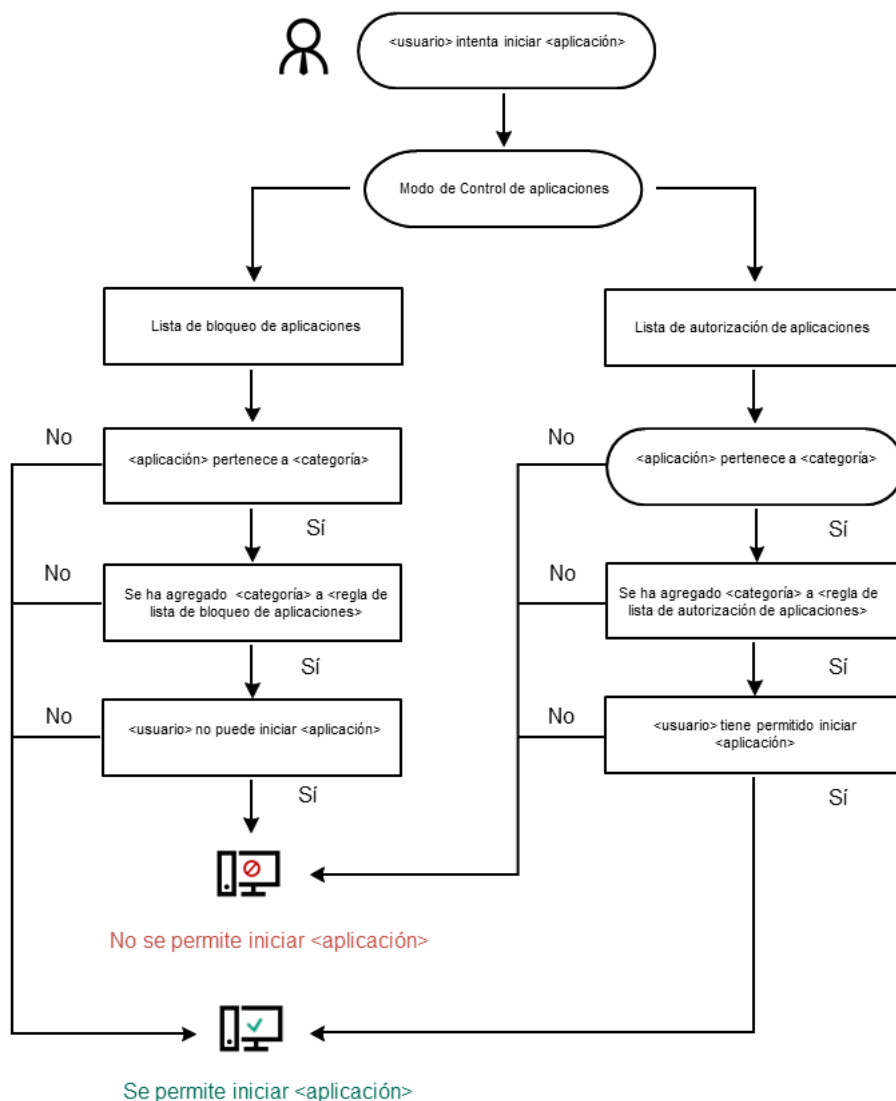 <usuario> intenta iniciar <aplicación>
Modo de Control de aplicaciones
Lista de bloqueo de aplicaciones
Lista de autorización de aplicaciones
No
<aplicación> pertenece a <categoría>
No
<aplicación> pertenece a <categoría>
Sí
Sí
No
Se ha agregado <categoría> a <regla de
lista de bloqueo de aplicaciones>
No
Se ha agregado <categoría> a <regla de
lista de autorización de aplicaciones>
Sí
Sí
No
<usuario> no puede iniciar <aplicación>
No
<usuario> tiene permitido iniciar
<aplicación>
Sí
Sí
No se permite iniciar <aplicación>
Se permite iniciar <aplicación>